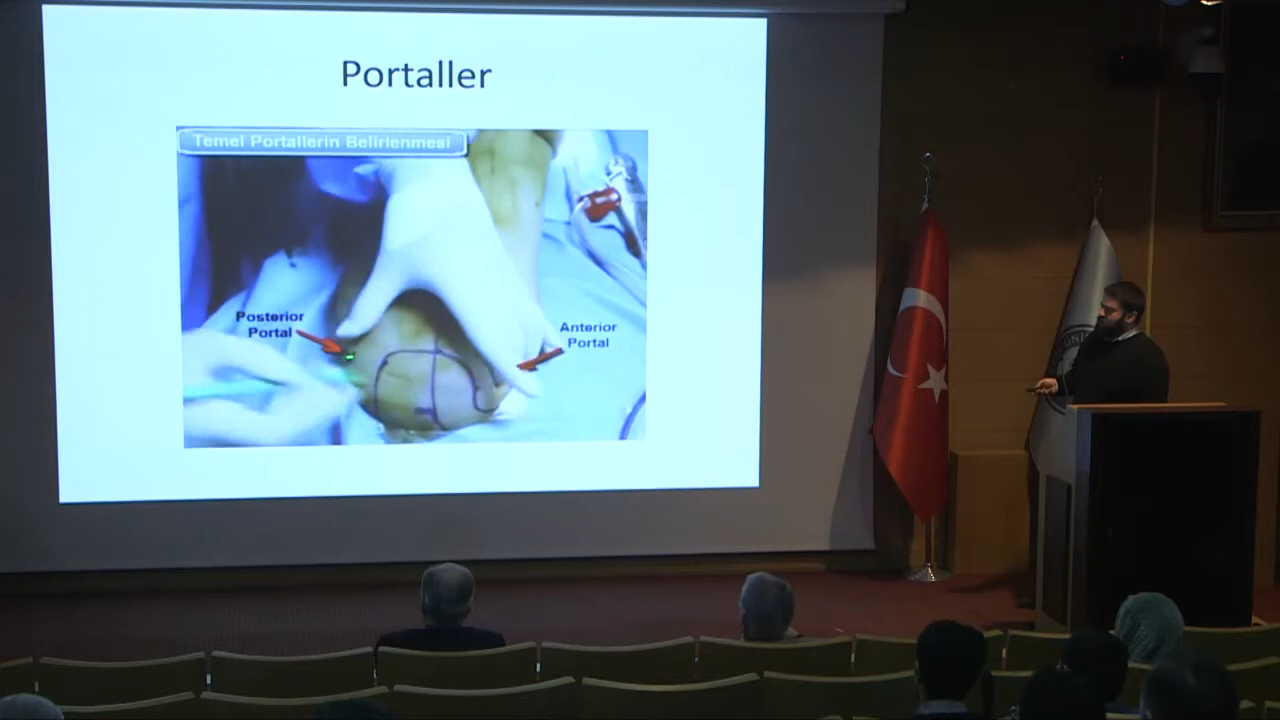 Portaller
Temel Portallerin Belirlenmesi
Posterior
Portal
Anterior
Portal